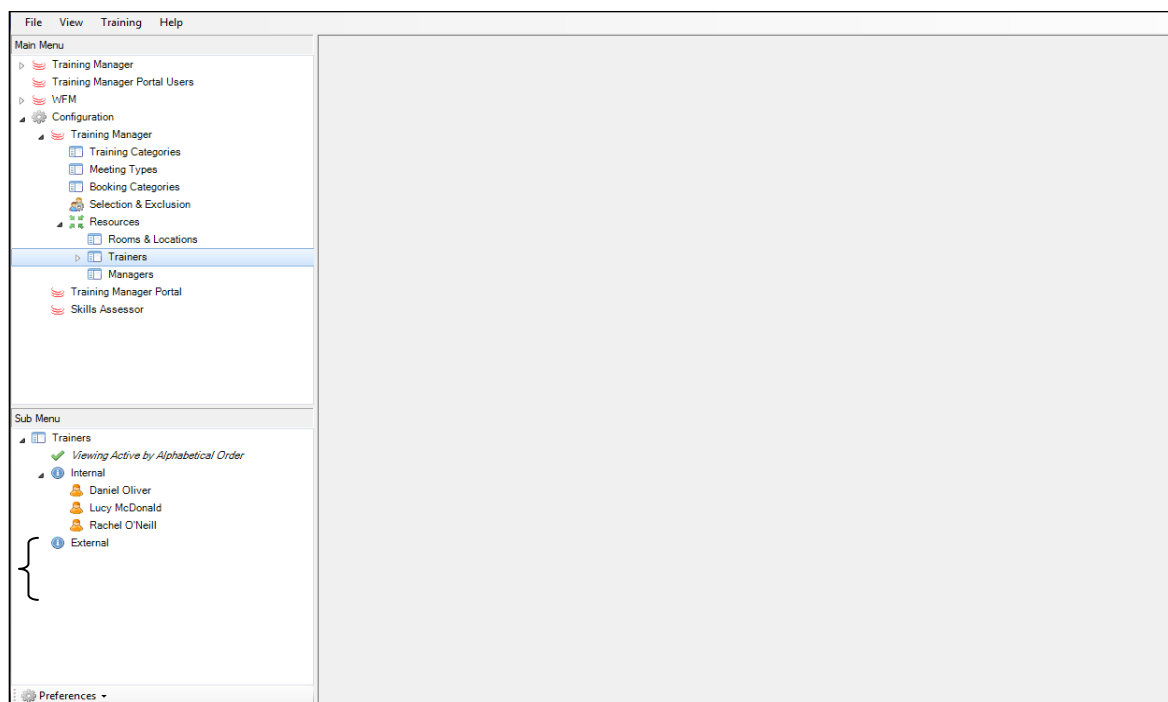 File View Training Help
Main Menu
Training Manager
Training Manager Portal Users
WFM
Configuration
Training Manager
Training Categories
Meeting Types
Booking Categories
Selection & Exclusion
Resources
Rooms & Locations
Trainers
Managers
Training Manager Portal
Skills Assessor
Sub Menu
Trainers
Viewing Active by Alphabetical Order
Internal
Daniel Oliver
Lucy McDonald
Rachel O'Neill
External
Preferences